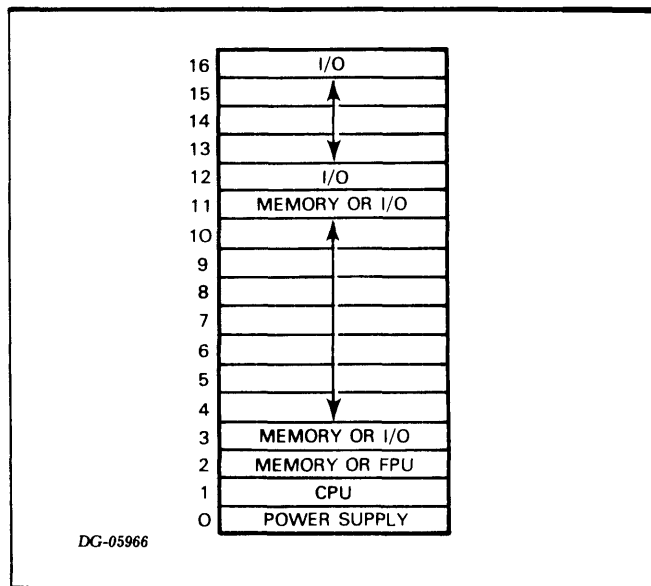 16 I/O
15
14
13
12 I/O
11 MEMORY OR I/O
10
9
8
7
6
5
4
3 MEMORY OR I/O
2 MEMORY OR FPU
1 CPU
0 POWER SUPPLY
DG-05966